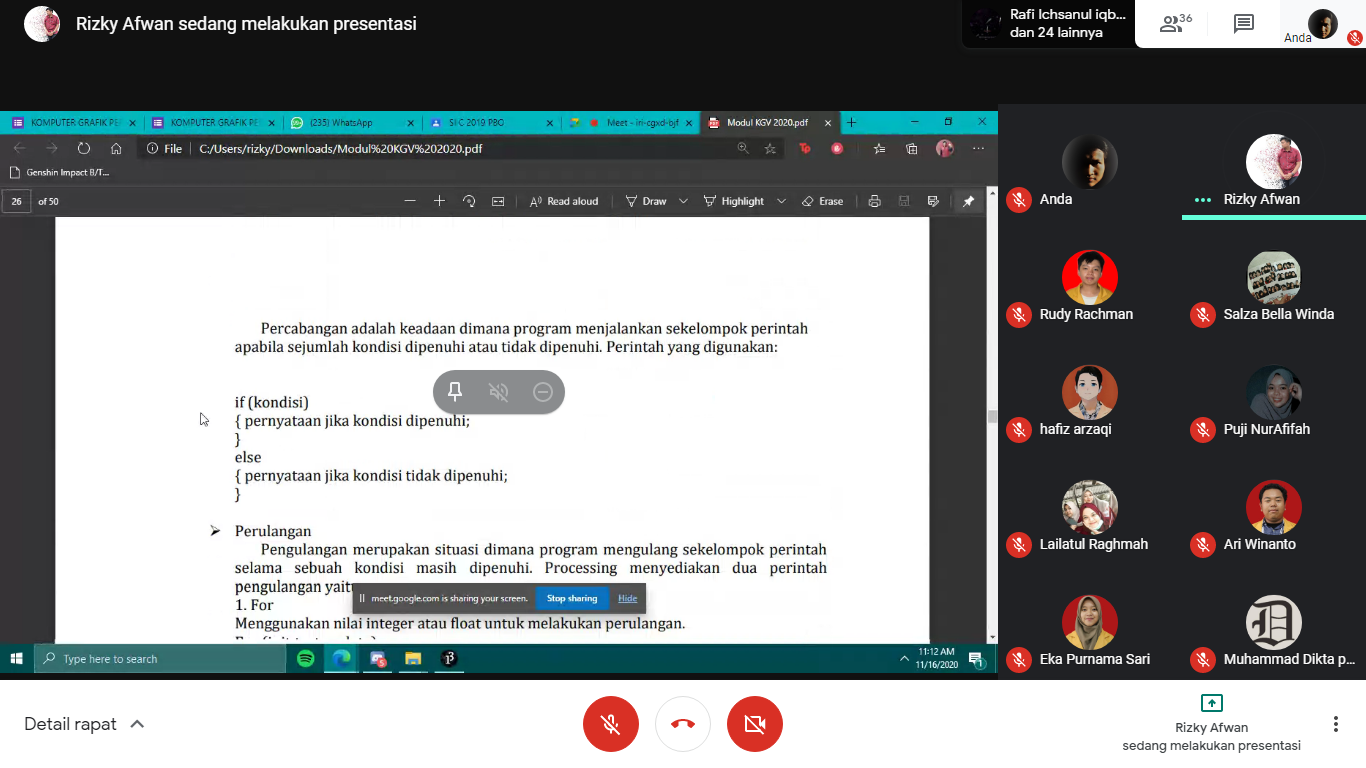 Rizky Afwan sedang melakukan presentasi
Rafi Ichsanul iqb...
dan 24 lainnya
36
Anda
KOMPUTER GRAFIK PE
KOMPUTER GRAFIK PE
(235) WhatsApp
SI C 2019 PBO
Meet - iri-cgxd-bjf
Modul KGV 2020.pdf
File
C:/Users/rizky/Downloads/Modul%20KGV%202020.pdf
Genshin Impact B/T...
26 of 50
Read aloud
Draw
Highlight
Erase
Percabangan adalah keadaan dimana program menjalankan sekelompok perintah
apabila sejumlah kondisi dipenuhi atau tidak dipenuhi. Perintah yang digunakan:
if (kondisi)
{ pernyataan jika kondisi dipenuhi;
}
else
{ pernyataan jika kondisi tidak dipenuhi;
}
➢ Perulangan
Pengulangan merupakan situasi dimana program mengulang sekelompok perintah
selama sebuah kondisi masih dipenuhi. Processing menyediakan dua perintah
pengulangan yaitu
meet.google.com is sharing your screen.
Stop sharing
Hide
1. For
Menggunakan nilai integer atau float untuk melakukan perulangan.
Type here to search
11:12 AM
11/16/2020
Anda
Rizky Afwan
Rudy Rachman
Salza Bella Winda
hafiz arzaqi
Puji NurAfifah
Lailatul Raghmah
Ari Winanto
Eka Purnama Sari
Muhammad Dikta p...
Detail rapat
Rizky Afwan
sedang melakukan presentasi